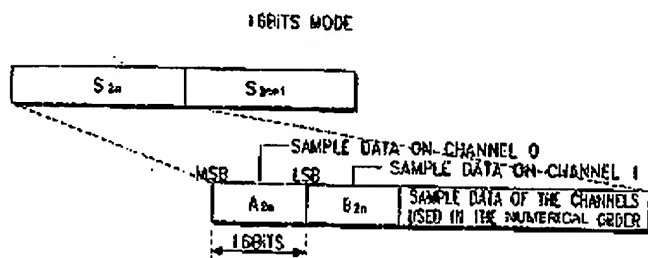 16BITS MODE
S2n S2n+1
SAMPLE DATA ON-CHANNEL 0
SAMPLE DATA ON-CHANNEL 1
MSB LSB
A2n B2n SAMPLE DATA OF THE CHANNELS
USED IN THE NUMERICAL ORDER
16BITS